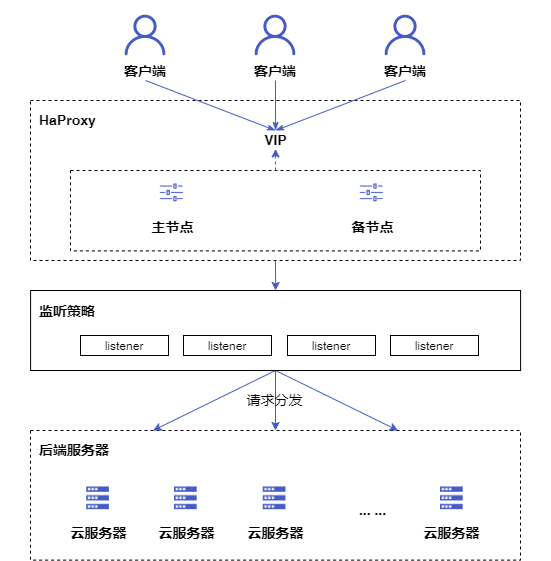 客户端 客户端 客户端
HaProxy
VIP
主节点 备节点
监听策略
listener listener listener listener
请求分发
后端服务器
... ...
云服务器 云服务器 云服务器 云服务器